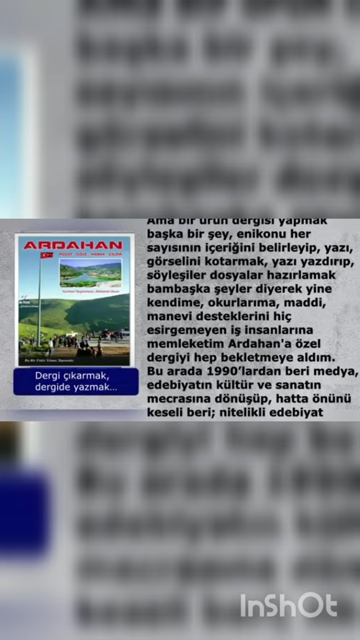 ARDAHAN
Dergi çıkarmak,
dergide yazmak...
Ama bir ürün dergisi yapmak
başka bir şey, enikonu her
sayısının içeriğini belirleyip, yazı,
görselini kotarmak, yazı yazdırıp,
söyleşiler dosyalar hazırlamak
bambaşka şeyler diyerek yine
kendime, okurlarıma, maddi,
manevi desteklerini hiç
esirgemeyen iş insanlarına
memleketim Ardahan'a özel
dergiyi hep bekletmeye aldım.
Bu arada 1990’lardan beri medya,
edebiyatın kültür ve sanatın
mecrasına dönüşüp, hatta önünü
keseli beri; nitelikli edebiyat
InShOt